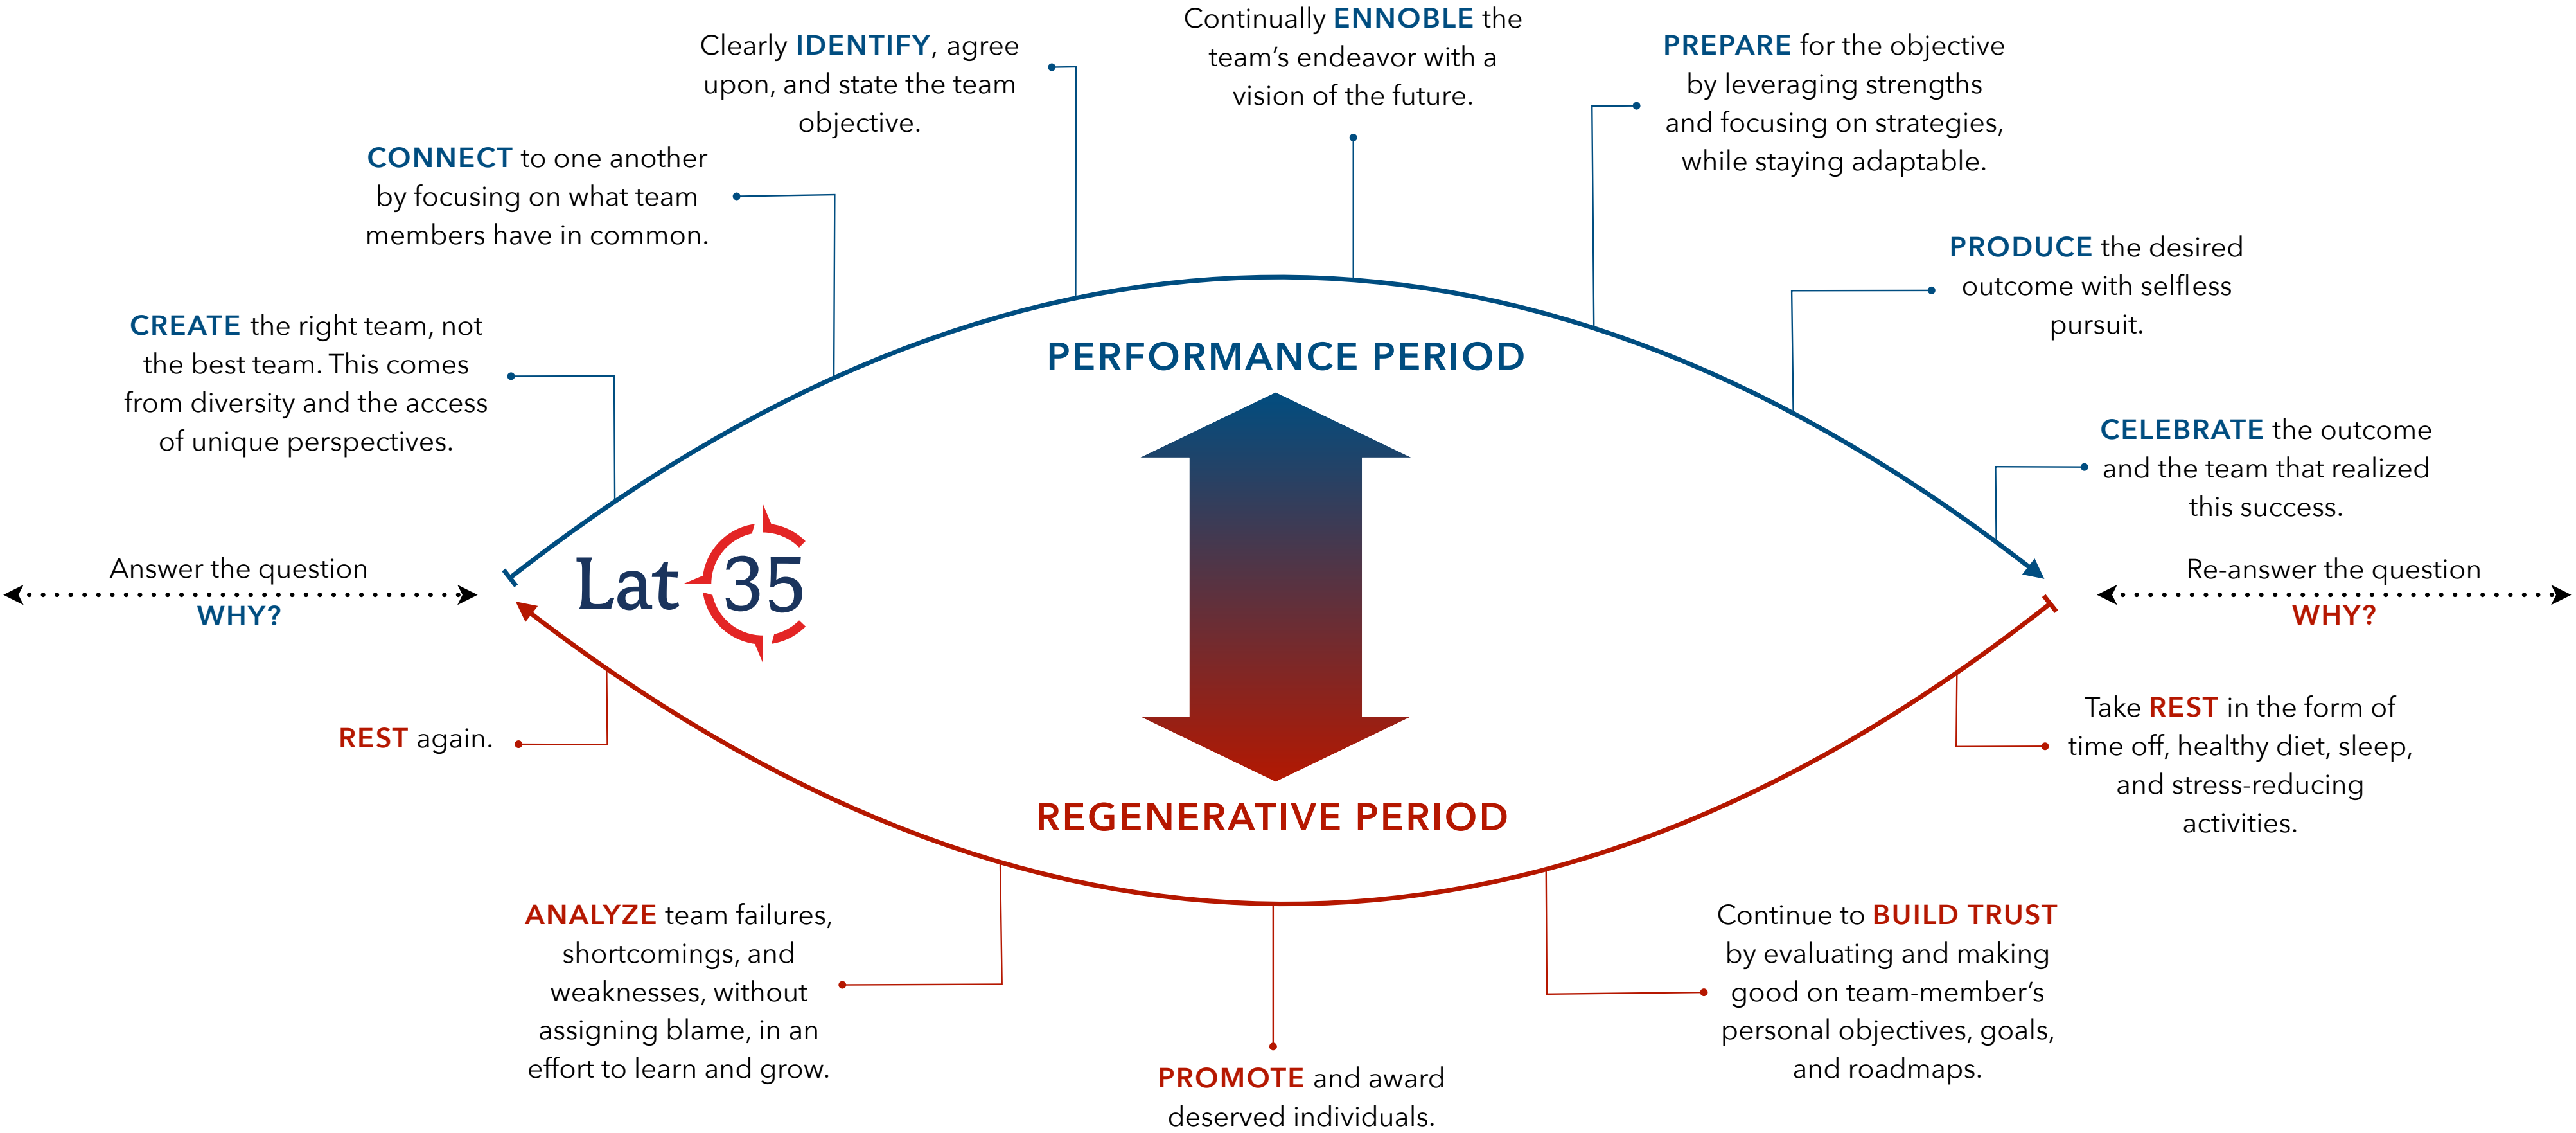 Continually ENNOBLE the
team's endeavor with a
vision of the future.
Clearly IDENTIFY, agree
upon, and state the team
objective.
PREPARE for the objective
by leveraging strengths
and focusing on strategies,
while staying adaptable.
CONNECT to one another
by focusing on what team
members have in common.
PRODUCE the desired
outcome with selfless
pursuit.
CREATE the right team, not
the best team. This comes
from diversity and the access
of unique perspectives.
PERFORMANCE PERIOD
CELEBRATE the outcome
and the team that realized
this success.
Answer the question
WHY?
Lat 35
Re-answer the question
WHY?
REST again.
Take REST in the form of
time off, healthy diet, sleep,
and stress-reducing
activities.
REGENERATIVE PERIOD
ANALYZE team failures,
shortcomings, and
weaknesses, without
assigning blame, in an
effort to learn and grow.
PROMOTE and award
deserved individuals.
Continue to BUILD TRUST
by evaluating and making
good on team-member's
personal objectives, goals,
and roadmaps.